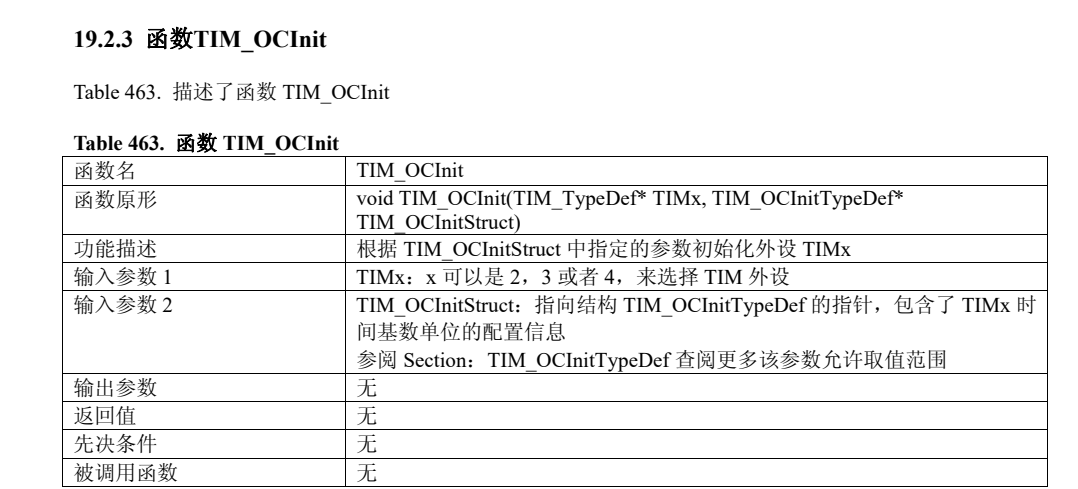 19.2.3 函数TIM_OCInit
Table 463. 描述了函数 TIM_OCInit
Table 463. 函数 TIM_OCInit
函数名 TIM_OCInit
函数原形 void TIM_OCInit(TIM_TypeDef* TIMx, TIM_OCInitTypeDef*
TIM_OCInitStruct)
功能描述 根据 TIM_OCInitStruct 中指定的参数初始化外设 TIMx
输入参数 1 TIMx：x 可以是 2，3 或者 4，来选择 TIM 外设
输入参数 2 TIM_OCInitStruct：指向结构 TIM_OCInitTypeDef 的指针，包含了 TIMx 时
间基数单位的配置信息
参阅 Section：TIM_OCInitTypeDef 查阅更多该参数允许取值范围
输出参数 无
返回值 无
先决条件 无
被调用函数 无